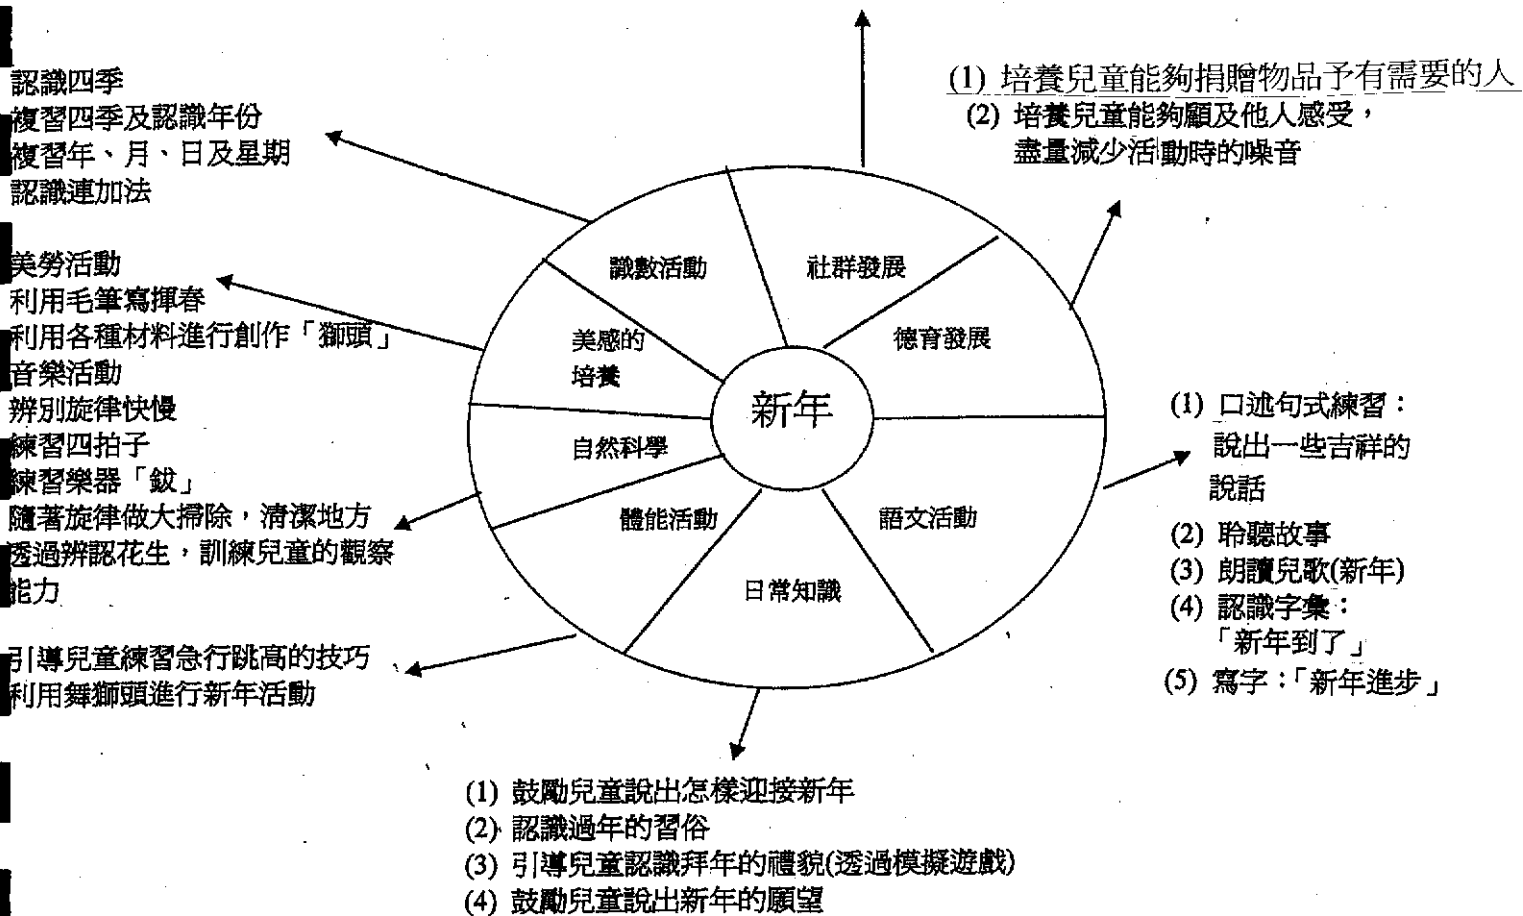 認識四季
複習四季及認識年份
複習年、月、日及星期
認識連加法
美勞活動
利用毛筆寫揮春
利用各種材料進行創作「獅頭」
音樂活動
辨別旋律快慢
練習四拍子
練習樂器「鈸」
隨著旋律做大掃除，清潔地方
透過辨認花生，訓練兒童的觀察
能力
引導兒童練習急行跳高的技巧
利用舞獅頭進行新年活動
(1) 培養兒童能夠捐贈物品予有需要的人
(2) 培養兒童能夠顧及他人感受，
盡量減少活動時的噪音
識數活動
社群發展
美感的
培養
德育發展
新年
自然科學
體能活動
語文活動
日常知識
(1) 口述句式練習：
說出一些吉祥的
說話
(2) 聆聽故事
(3) 朗讀兒歌(新年)
(4) 認識字彙：
「新年到了」
(5) 寫字：「新年進步」
(1) 鼓勵兒童說出怎樣迎接新年
(2) 認識過年的習俗
(3) 引導兒童認識拜年的禮貌(透過模擬遊戲)
(4) 鼓勵兒童說出新年的願望